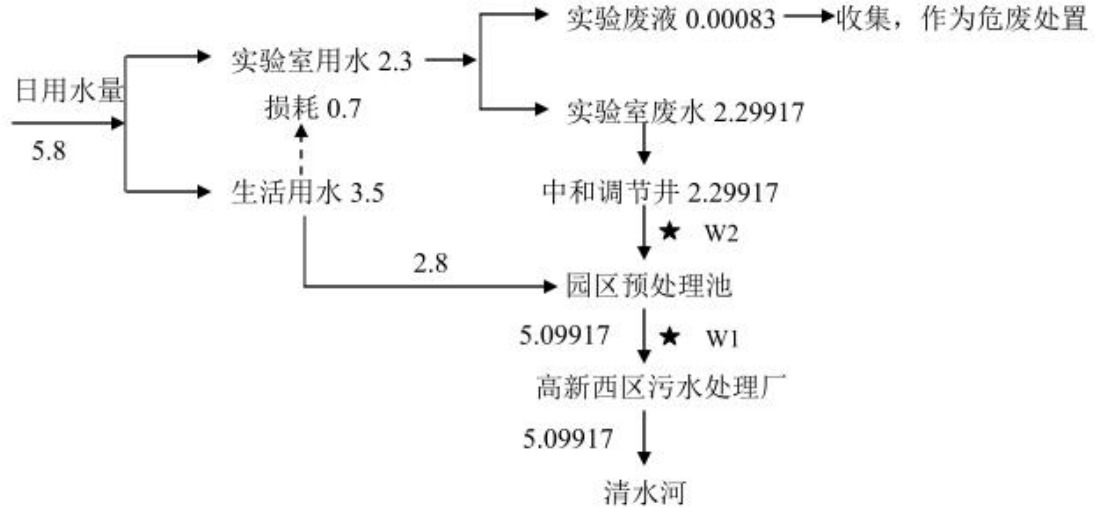 实验废液 0.00083
收集，作为危废处置
实验室用水 2.3
日用水量
5.8
损耗 0.7
实验室废水 2.29917
生活用水 3.5
中和调节井 2.29917
★ W2
2.8
园区预处理池
5.09917
★ W1
高新西区污水处理厂
5.09917
清水河